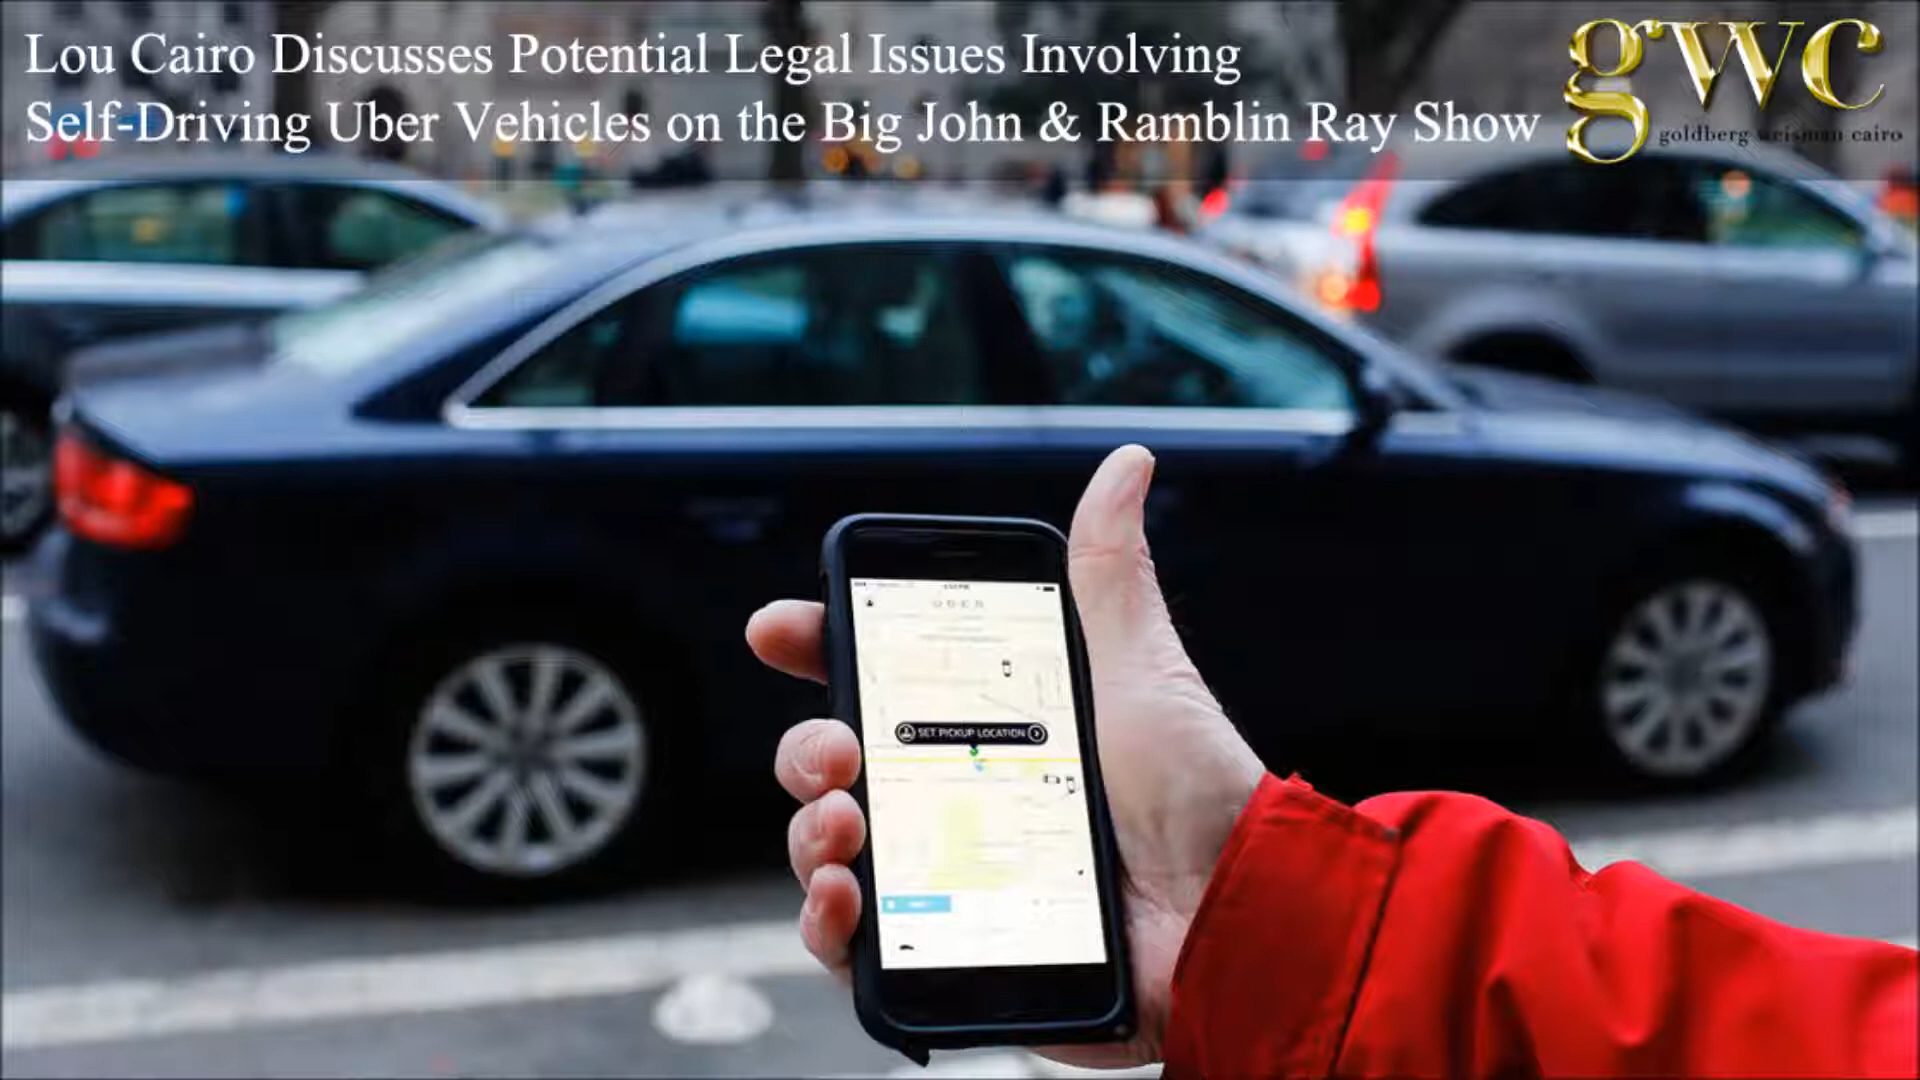 Lou Cairo Discusses Potential Legal Issues Involving
Self-Driving Uber Vehicles on the Big John & Ramblin Ray Show
gwc
goldberg weisman cairo
UBER
SET PICKUP LOCATION